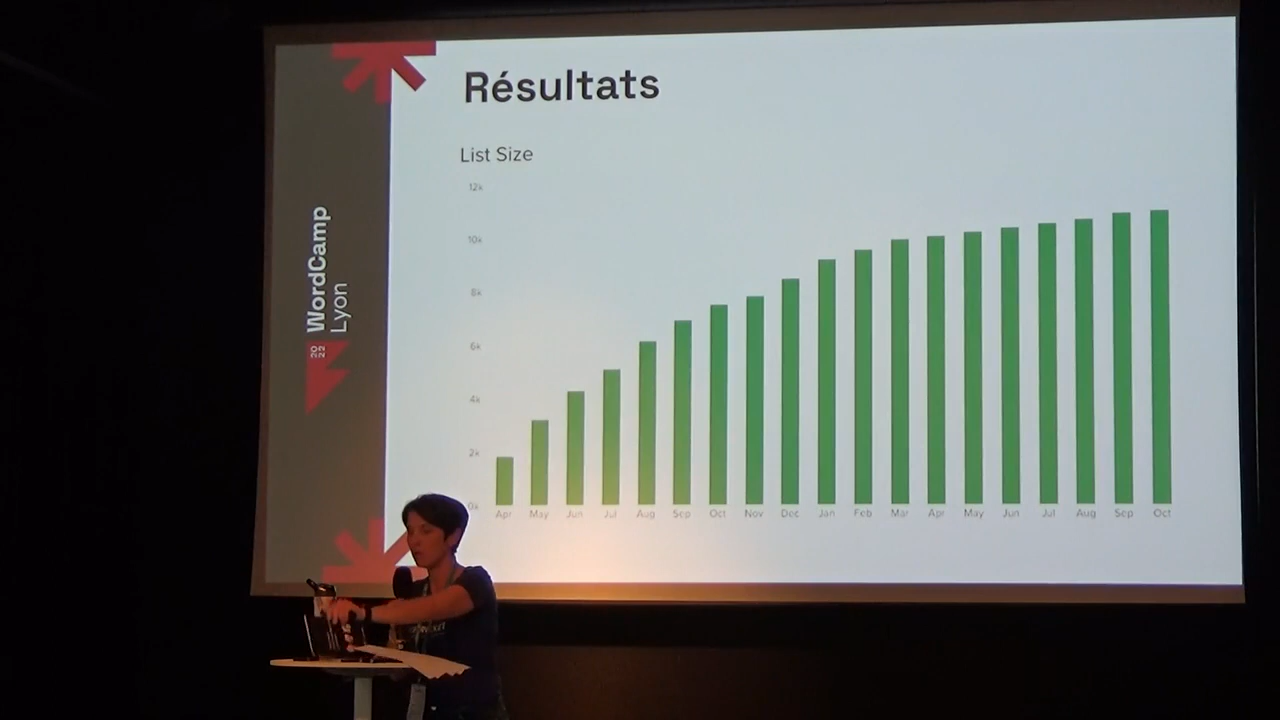 Résultats
List Size
12k
10k
8k
6k
4k
2k
0k
Apr May Jun Jul Aug Sep Oct Nov Dec Jan Feb Mar Apr May Jun Jul Aug Sep Oct
WordCamp
Lyon
20
22